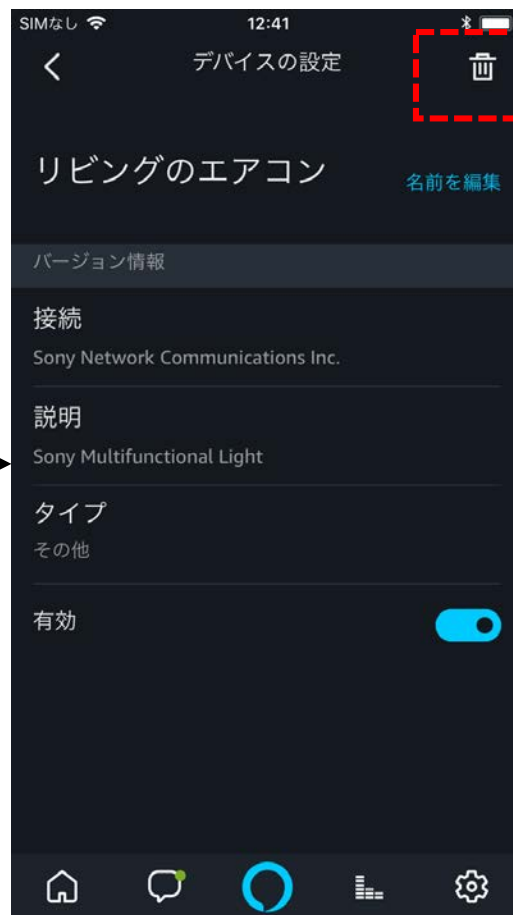 SIMなし 12:41
デバイスの設定
リビングのエアコン 名前を編集
バージョン情報
接続
Sony Network Communications Inc.
説明
Sony Multifunctional Light
タイプ
その他
有効